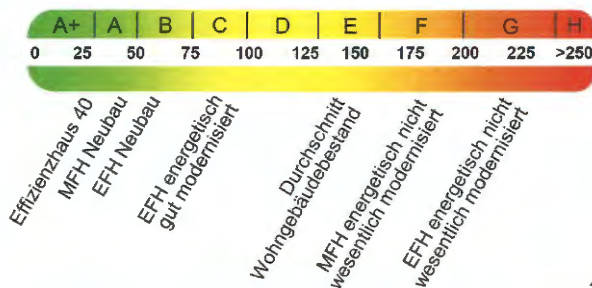 A+ A B C D E F G H
0 25 50 75 100 125 150 175 200 225 >250
Effizienzhaus 40
MFH Neubau
EFH Neubau
EFH energetisch
gut modernisiert
Durchschnitt
Wohngebäudebestand
MFH energetisch nicht
wesentlich modernisiert
EFH energetisch nicht
wesentlich modernisiert